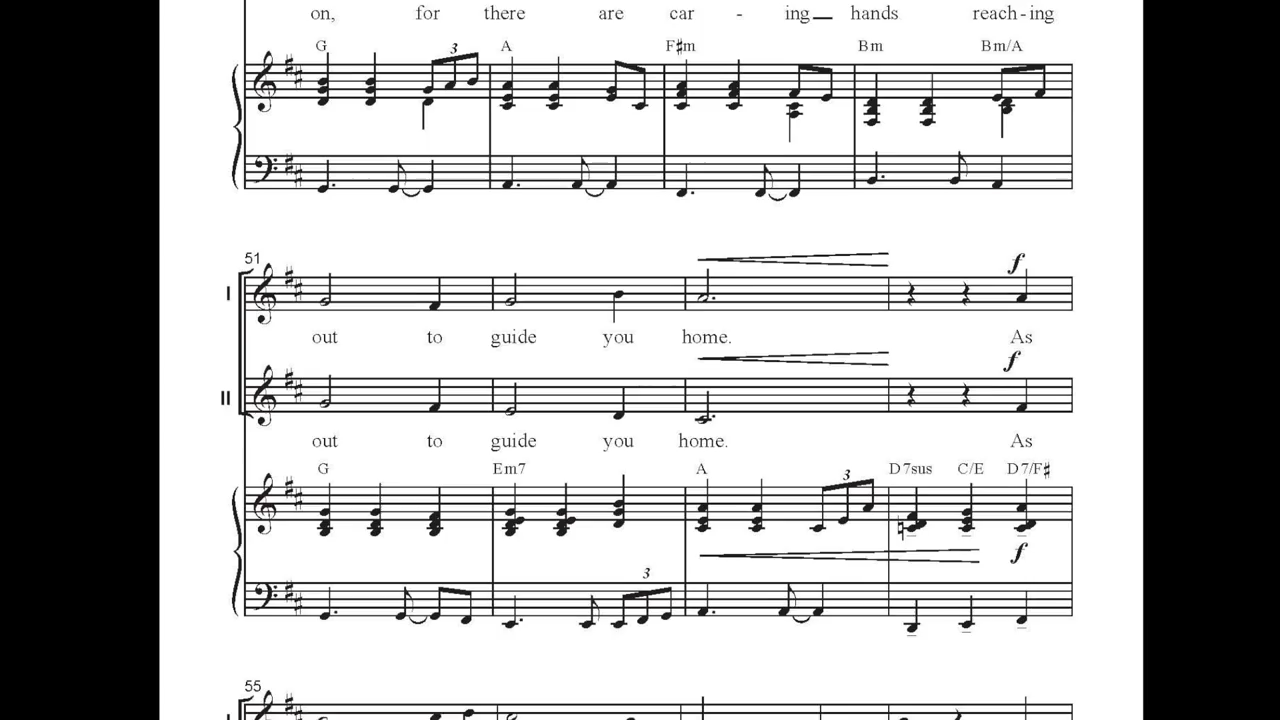 on, for there are car - ing hands reach - ing
G 3 A F♯m Bm Bm/A
51
f
I
out to guide you home. As
f
II
out to guide you home. As
G Em7 A 3 D7sus C/E D7/F♯
f
3
55
I